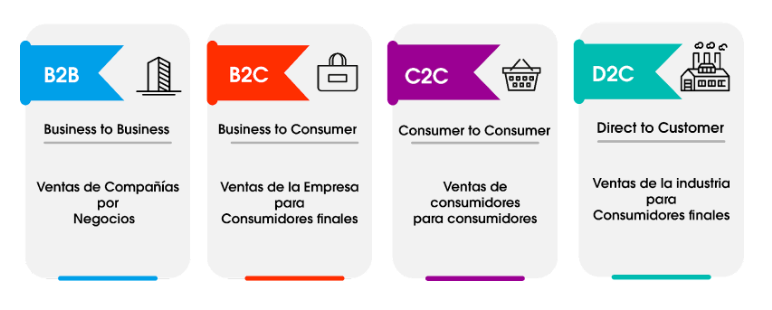 B2B
Business to Business
Ventas de Compañías
por
Negocios
B2C
Business to Consumer
Ventas de la Empresa
para
Consumidores finales
C2C
Consumer to Consumer
Ventas de
consumidores
para consumidores
D2C
Direct to Customer
Ventas de la industria
para
Consumidores finales